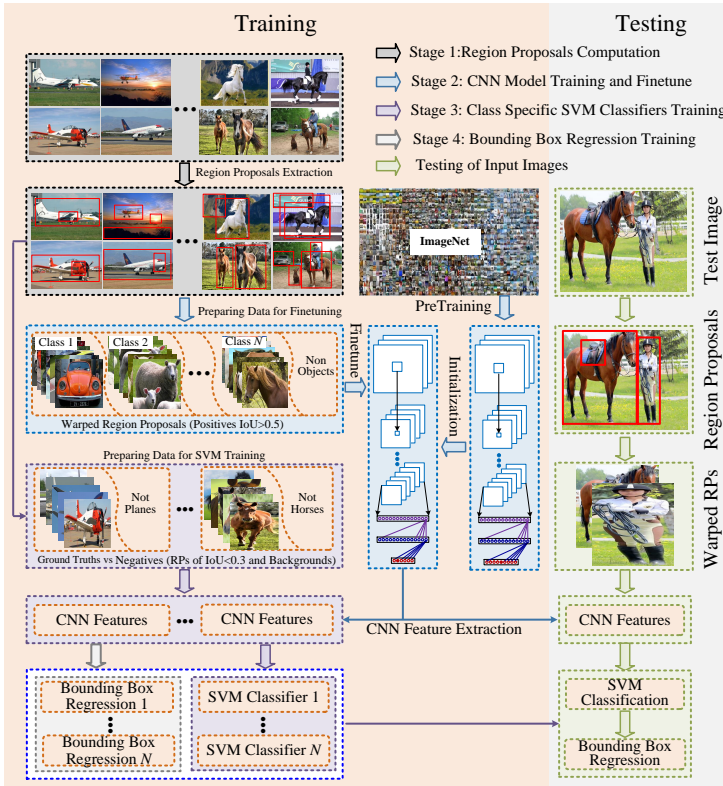 Training
Testing
Stage 1:Region Proposals Computation
Stage 2: CNN Model Training and Finetune
Stage 3: Class Specific SVM Classifiers Training
Stage 4: Bounding Box Regression Training
Testing of Input Images
Region Proposals Extraction
ImageNet
Test Image
Preparing Data for Finetuning
PreTraining
Class 1
Class 2
Class N
Non
Objects
Warped Region Proposals (Positives IoU>0.5)
Finetune
Initialization
Region Proposals
Preparing Data for SVM Training
Not
Planes
Not
Horses
Ground Truths vs Negatives (RPs of IoU<0.3 and Backgrounds)
Warped RPs
CNN Features
CNN Features
CNN Feature Extraction
CNN Features
Bounding Box
Regression 1
Bounding Box
Regression N
SVM Classifier 1
SVM Classifier N
SVM
Classification
Bounding Box
Regression